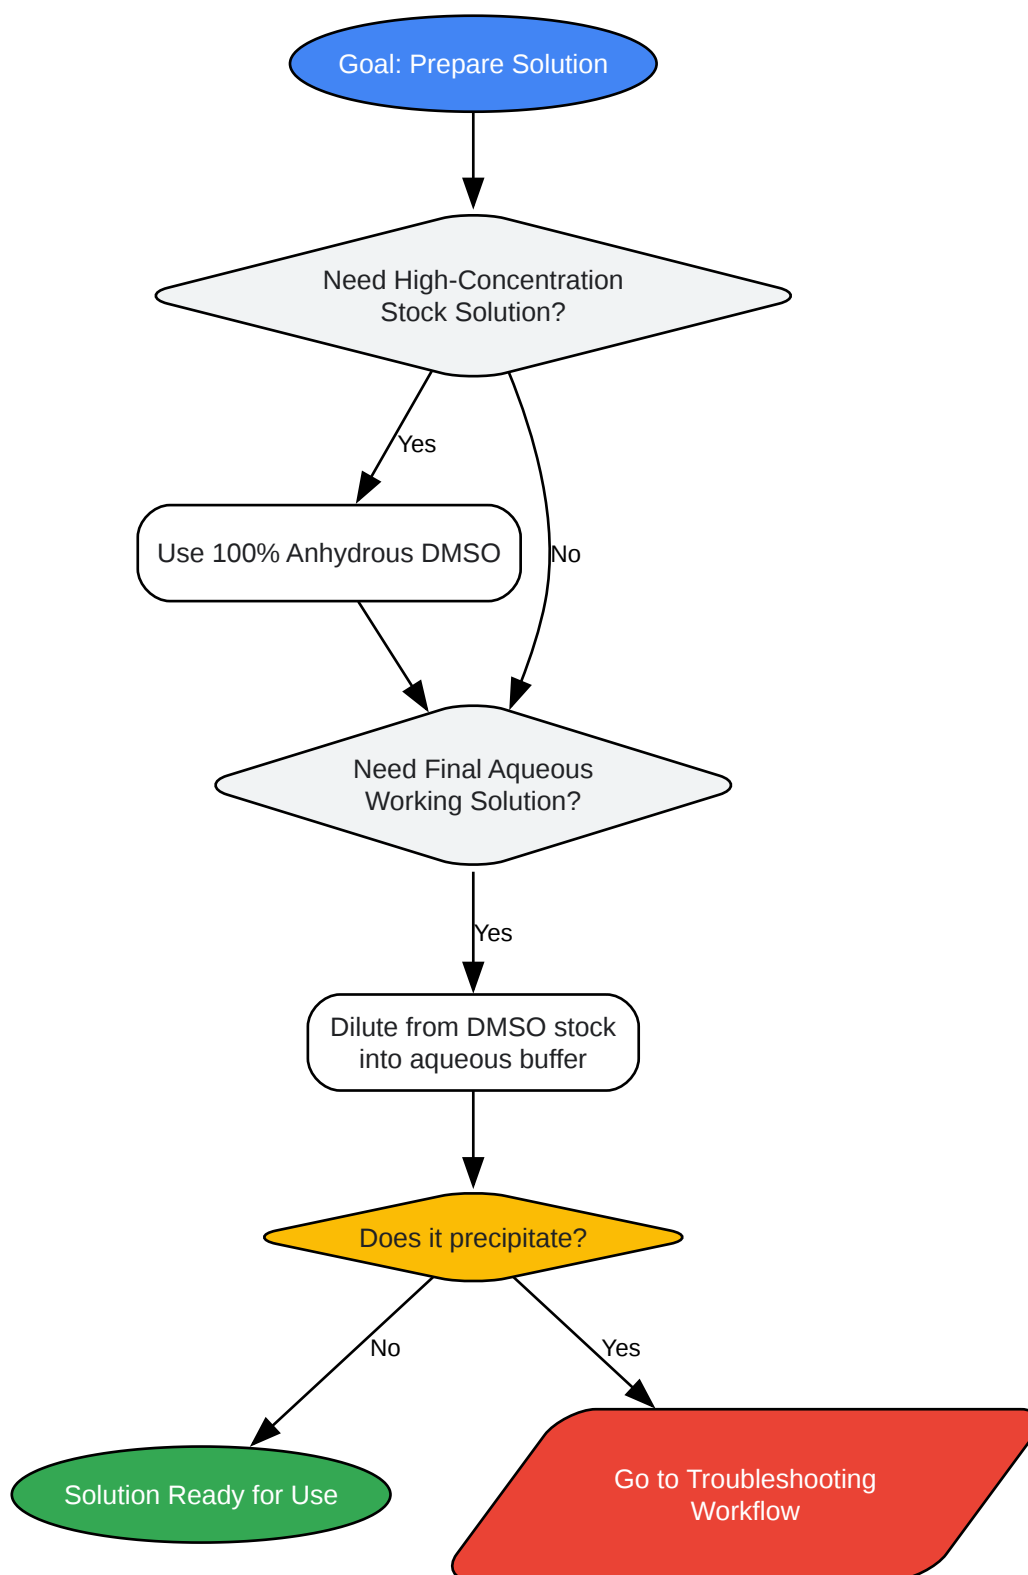 Goal: Prepare Solution
Need High-Concentration
Stock Solution?
Yes
Use 100% Anhydrous DMSO
No
Need Final Aqueous
Working Solution?
Yes
Dilute from DMSO stock
into aqueous buffer
Does it precipitate?
No
Yes
Solution Ready for Use
Go to Troubleshooting
Workflow